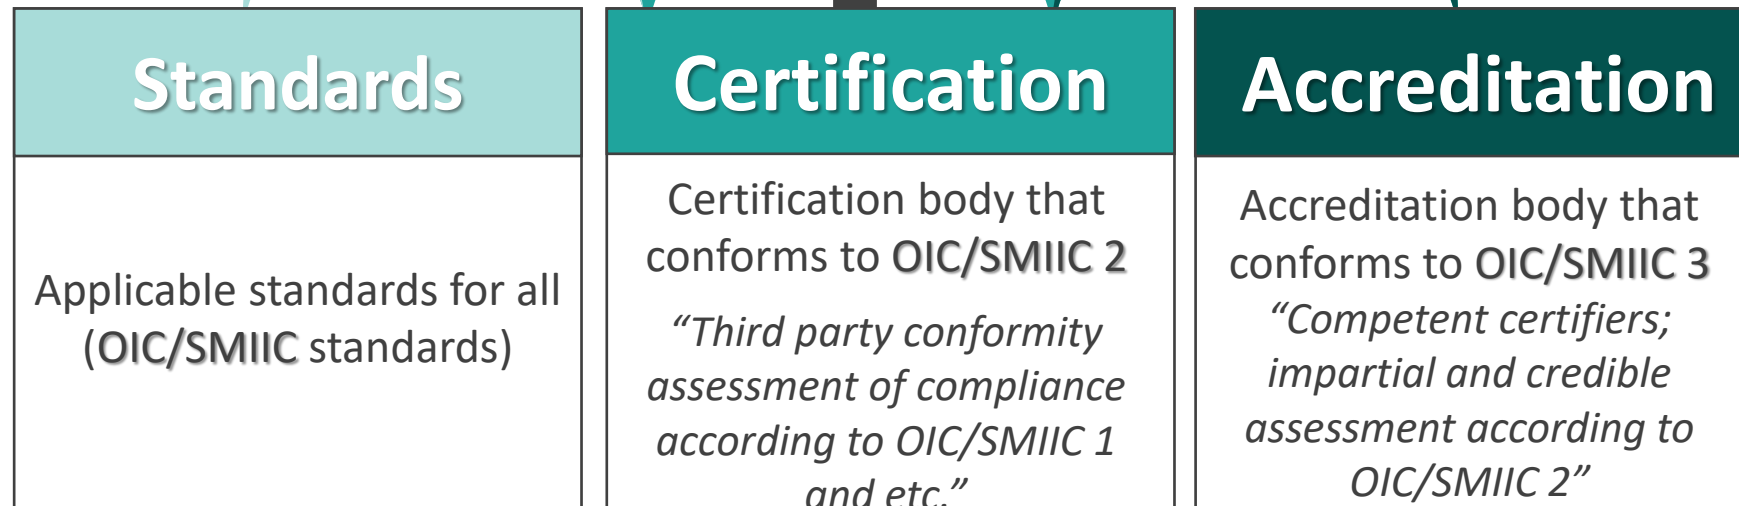 Standards
Applicable standards for all
(OIC/SMIIC standards)
Certification
Certification body that
conforms to OIC/SMIIC 2
“Third party conformity
assessment of compliance
according to OIC/SMIIC 1
and etc.”
Accreditation
Accreditation body that
conforms to OIC/SMIIC 3
“Competent certifiers;
impartial and credible
assessment according to
OIC/SMIIC 2”